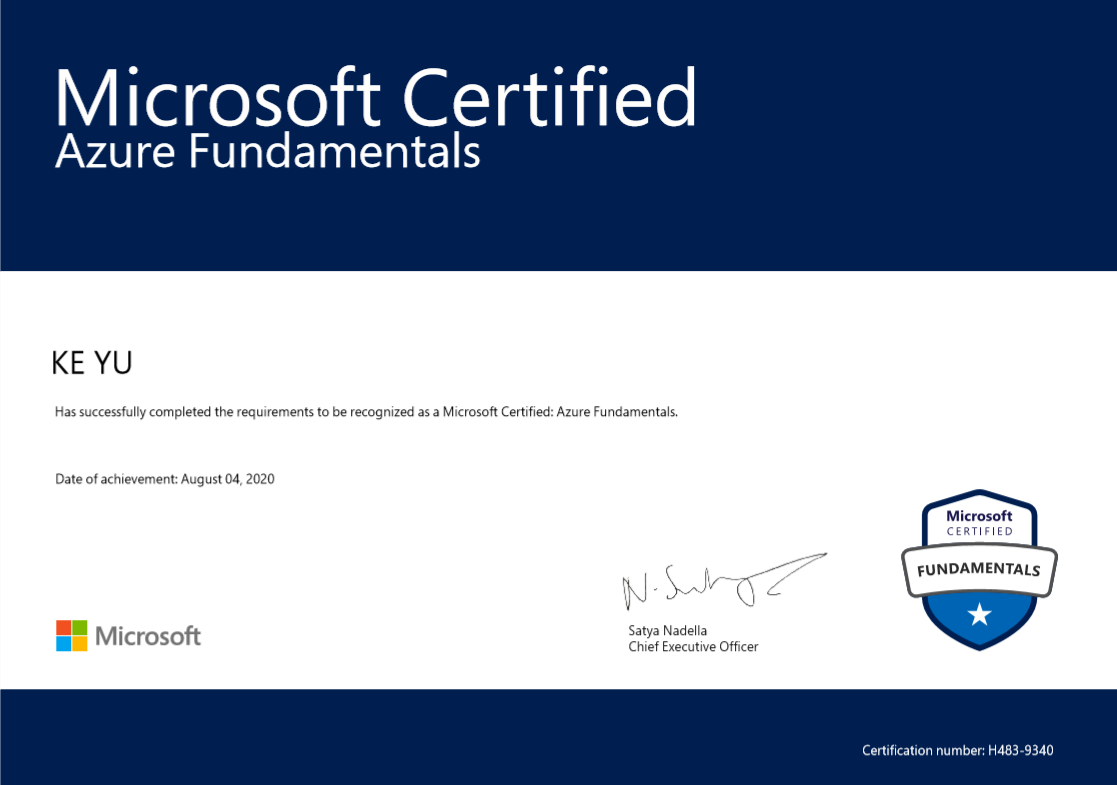 Microsoft Certified
Azure Fundamentals
KE YU
Has successfully completed the requirements to be recognized as a Microsoft Certified: Azure Fundamentals.
Date of achievement: August 04, 2020
Microsoft
CERTIFIED
FUNDAMENTALS
Satya Nadella
Chief Executive Officer
Microsoft
Certification number: H483-9340